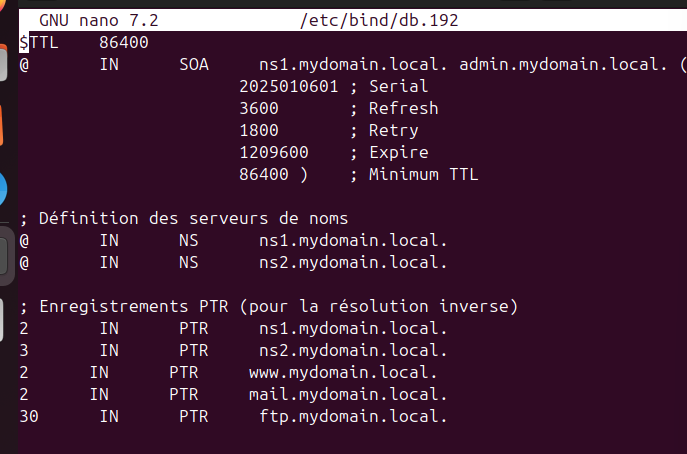 GNU nano 7.2 /etc/bind/db.192
$TTL 86400
@ IN SOA ns1.mydomain.local. admin.mydomain.local. (
2025010601 ; Serial
3600 ; Refresh
1800 ; Retry
1209600 ; Expire
86400 ) ; Minimum TTL
; Définition des serveurs de noms
@ IN NS ns1.mydomain.local.
@ IN NS ns2.mydomain.local.
; Enregistrements PTR (pour la résolution inverse)
2 IN PTR ns1.mydomain.local.
3 IN PTR ns2.mydomain.local.
2 IN PTR www.mydomain.local.
2 IN PTR mail.mydomain.local.
30 IN PTR ftp.mydomain.local.